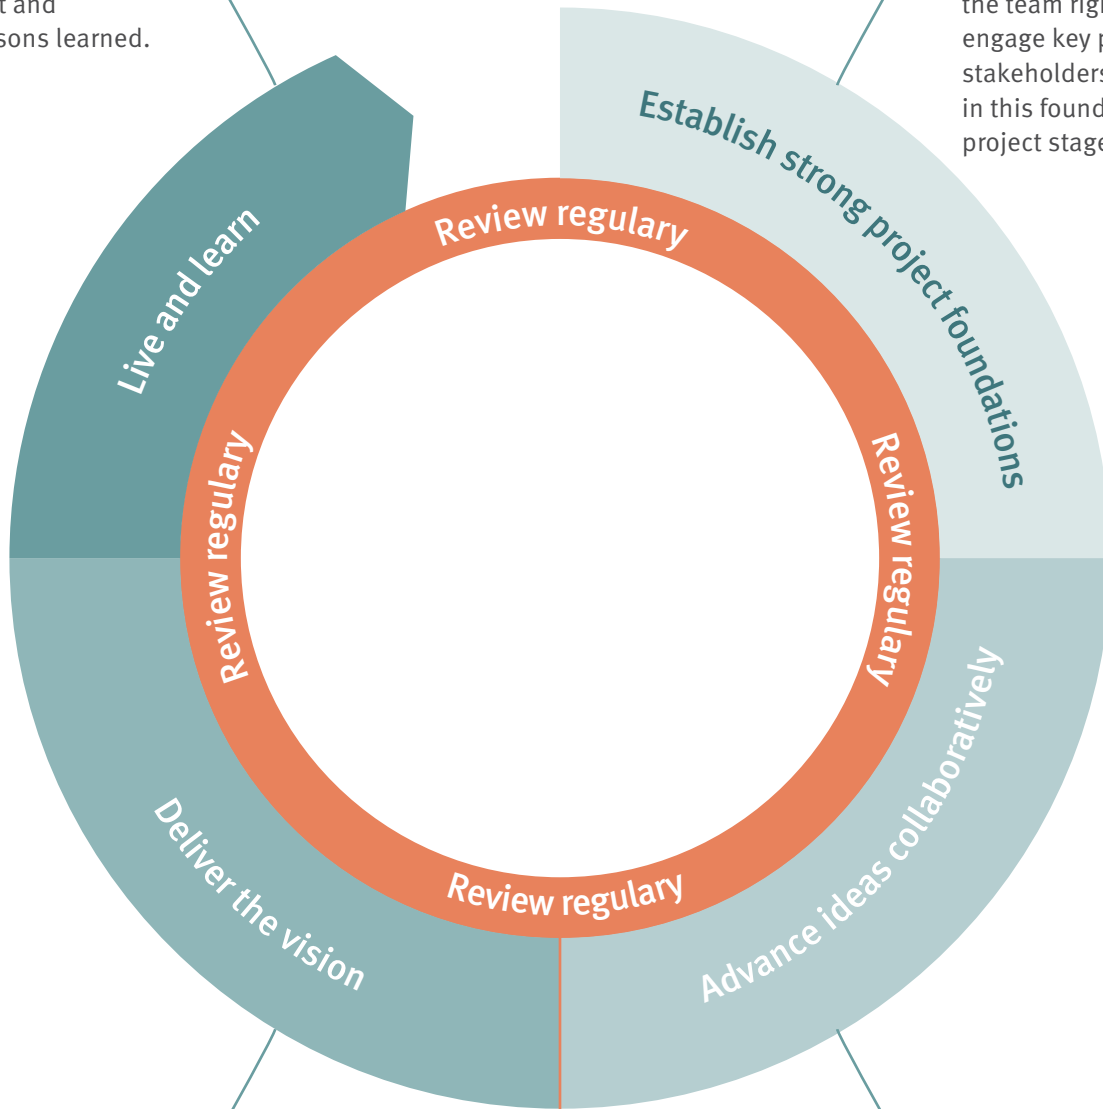 t and
sons learned.
the team rig
engage key p
stakeholders
in this found
project stage
Establish strong project foundations
Review regulary
Live and learn
Review regulary
Review regulary
Advance ideas collaboratively
Deliver the vision
Review regulary